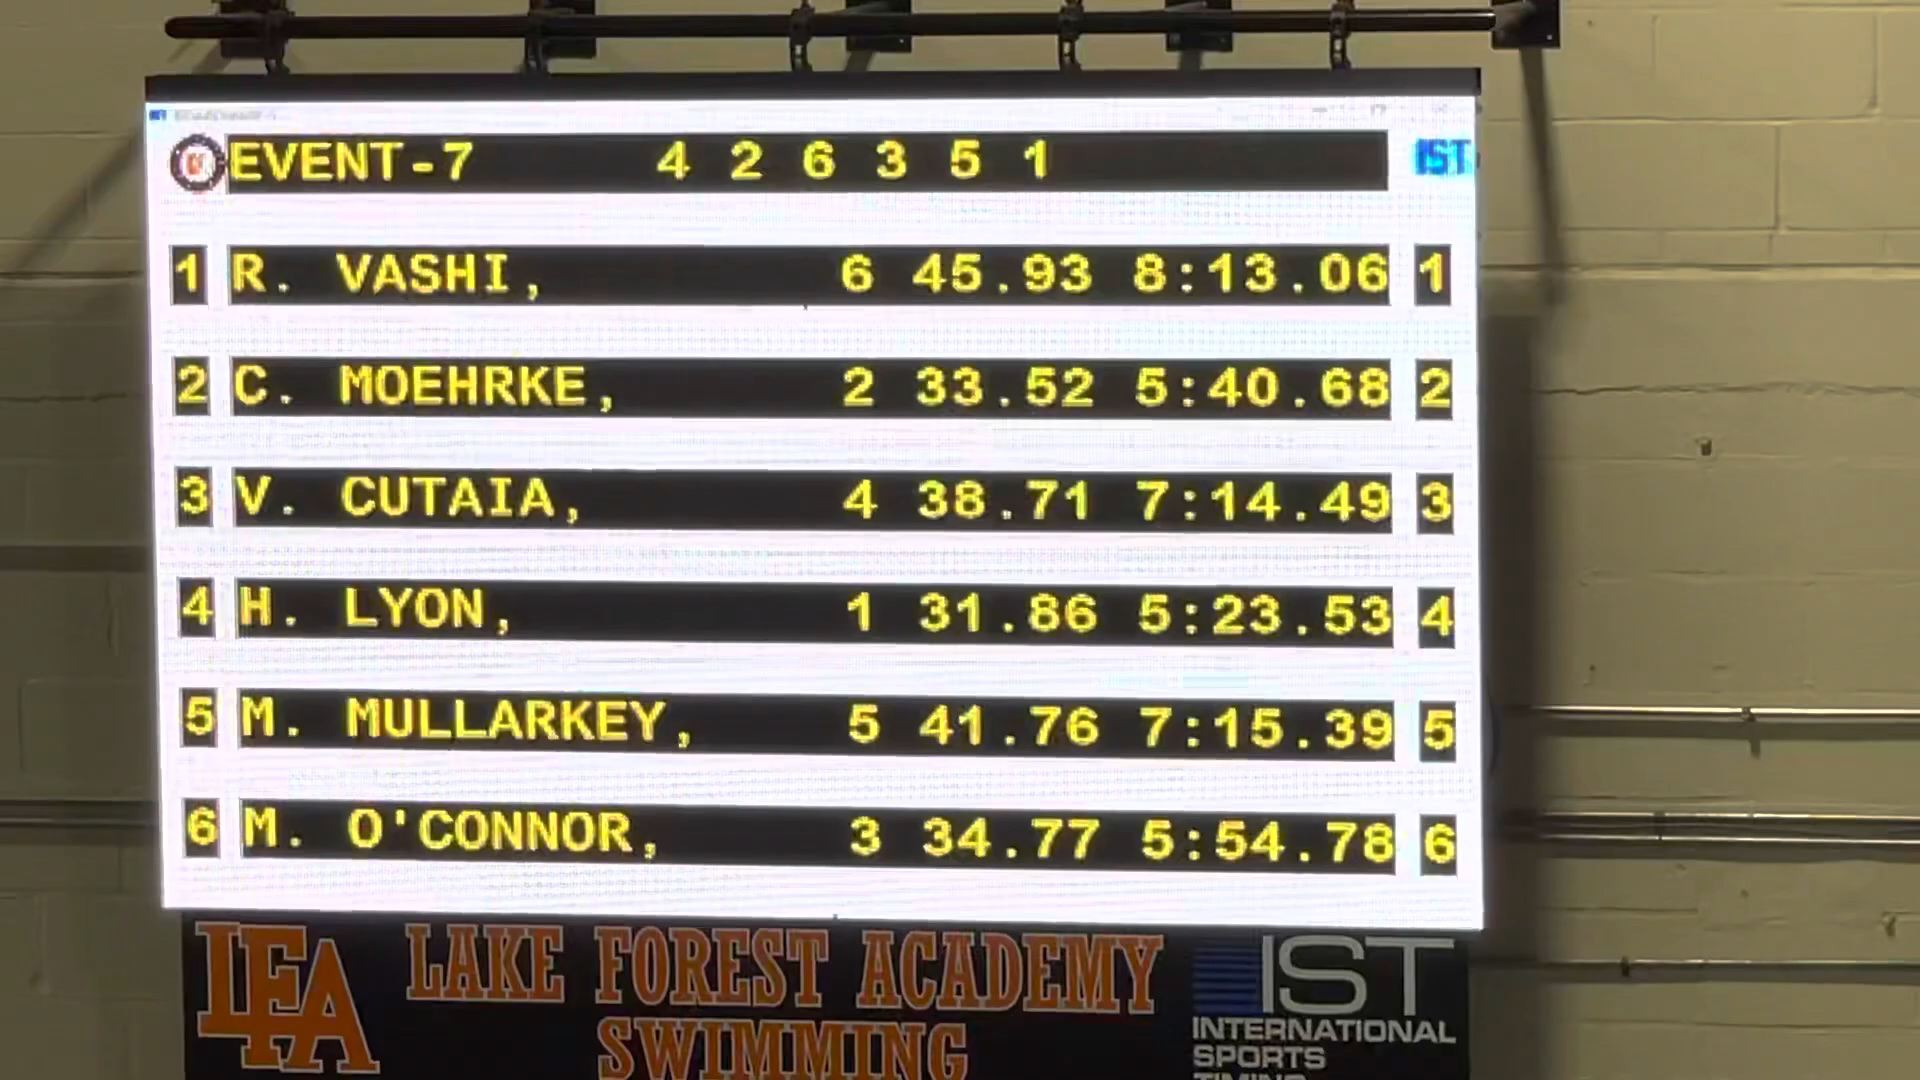 EVENT-7 4 2 6 3 5 1 IST
1 R. VASHI, 6 45.93 8:13.06 1
2 C. MOEHRKE, 2 33.52 5:40.68 2
3 V. CUTAIA, 4 38.71 7:14.49 3
4 H. LYON, 1 31.86 5:23.53 4
5 M. MULLARKEY, 5 41.76 7:15.39 5
6 M. O'CONNOR, 3 34.77 5:54.78 6
LFA LAKE FOREST ACADEMY
SWIMMING
IST
INTERNATIONAL
SPORTS
TIMING